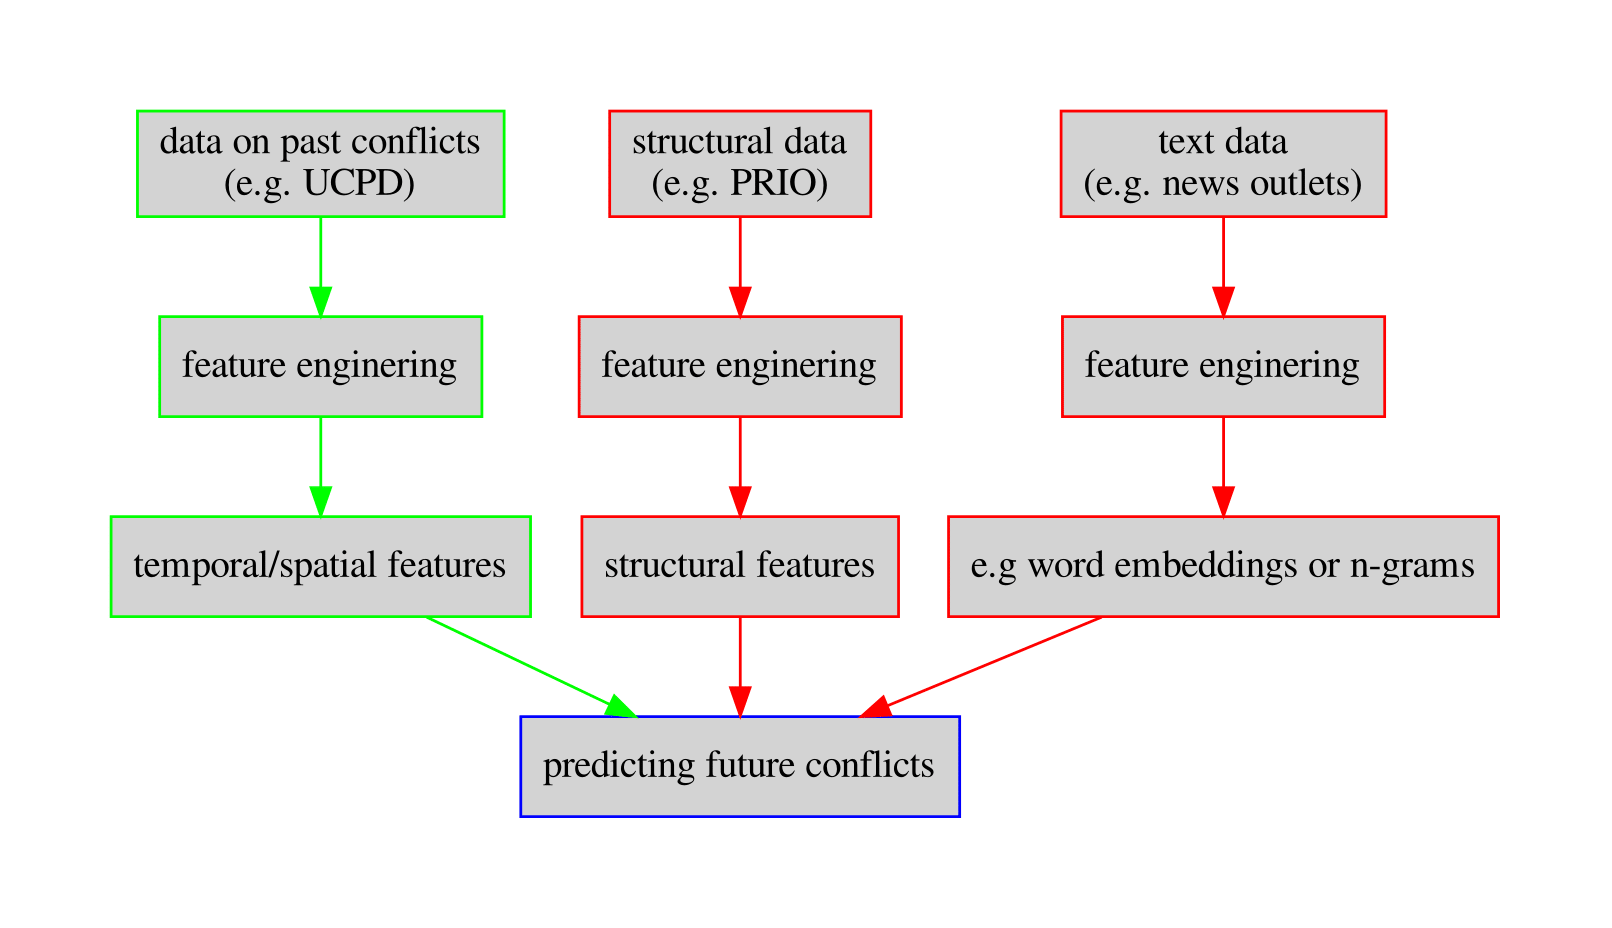 data on past conflicts
(e.g. UCPD)
structural data
(e.g. PRIO)
text data
(e.g. news outlets)
feature enginering
feature enginering
feature enginering
temporal/spatial features
structural features
e.g word embeddings or n-grams
predicting future conflicts